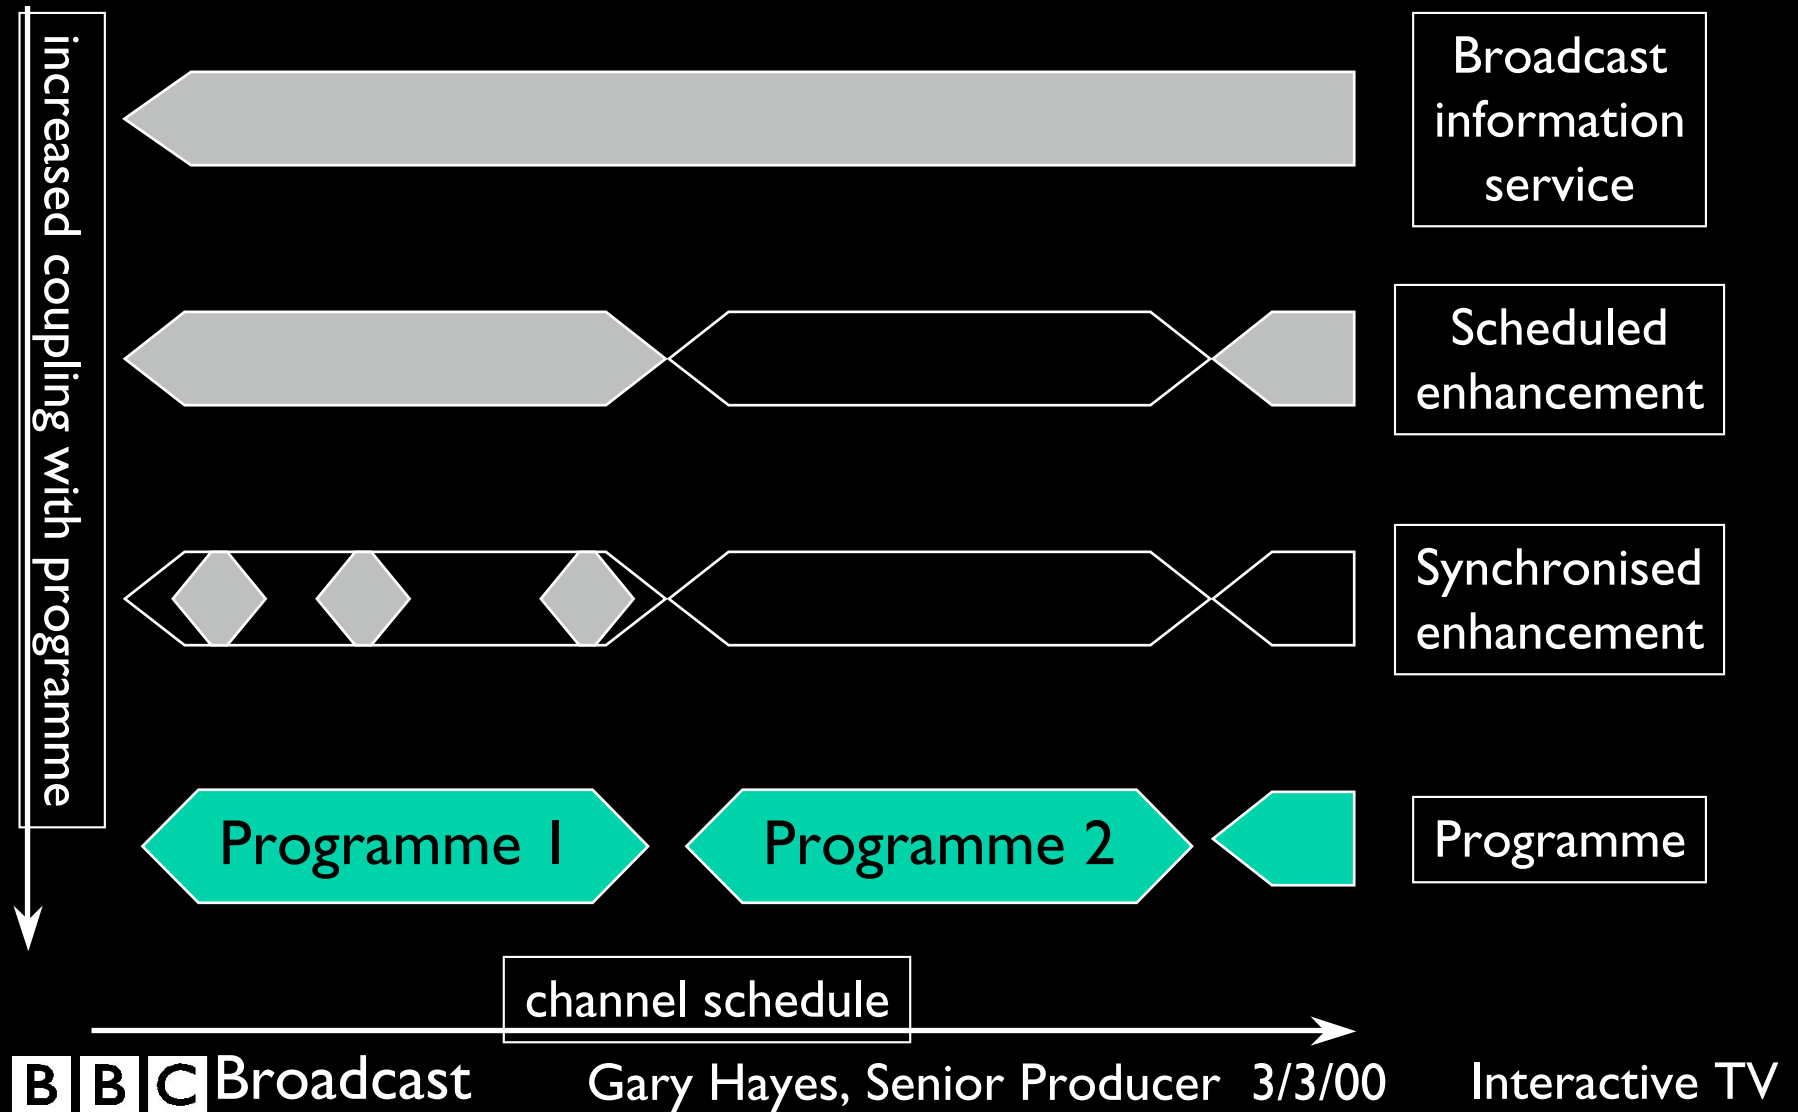 increased coupling with programme
Broadcast
information
service
Scheduled
enhancement
Synchronised
enhancement
Programme 1
Programme 2
Programme
channel schedule
BBC Broadcast
Gary Hayes, Senior Producer 3/3/00
Interactive TV